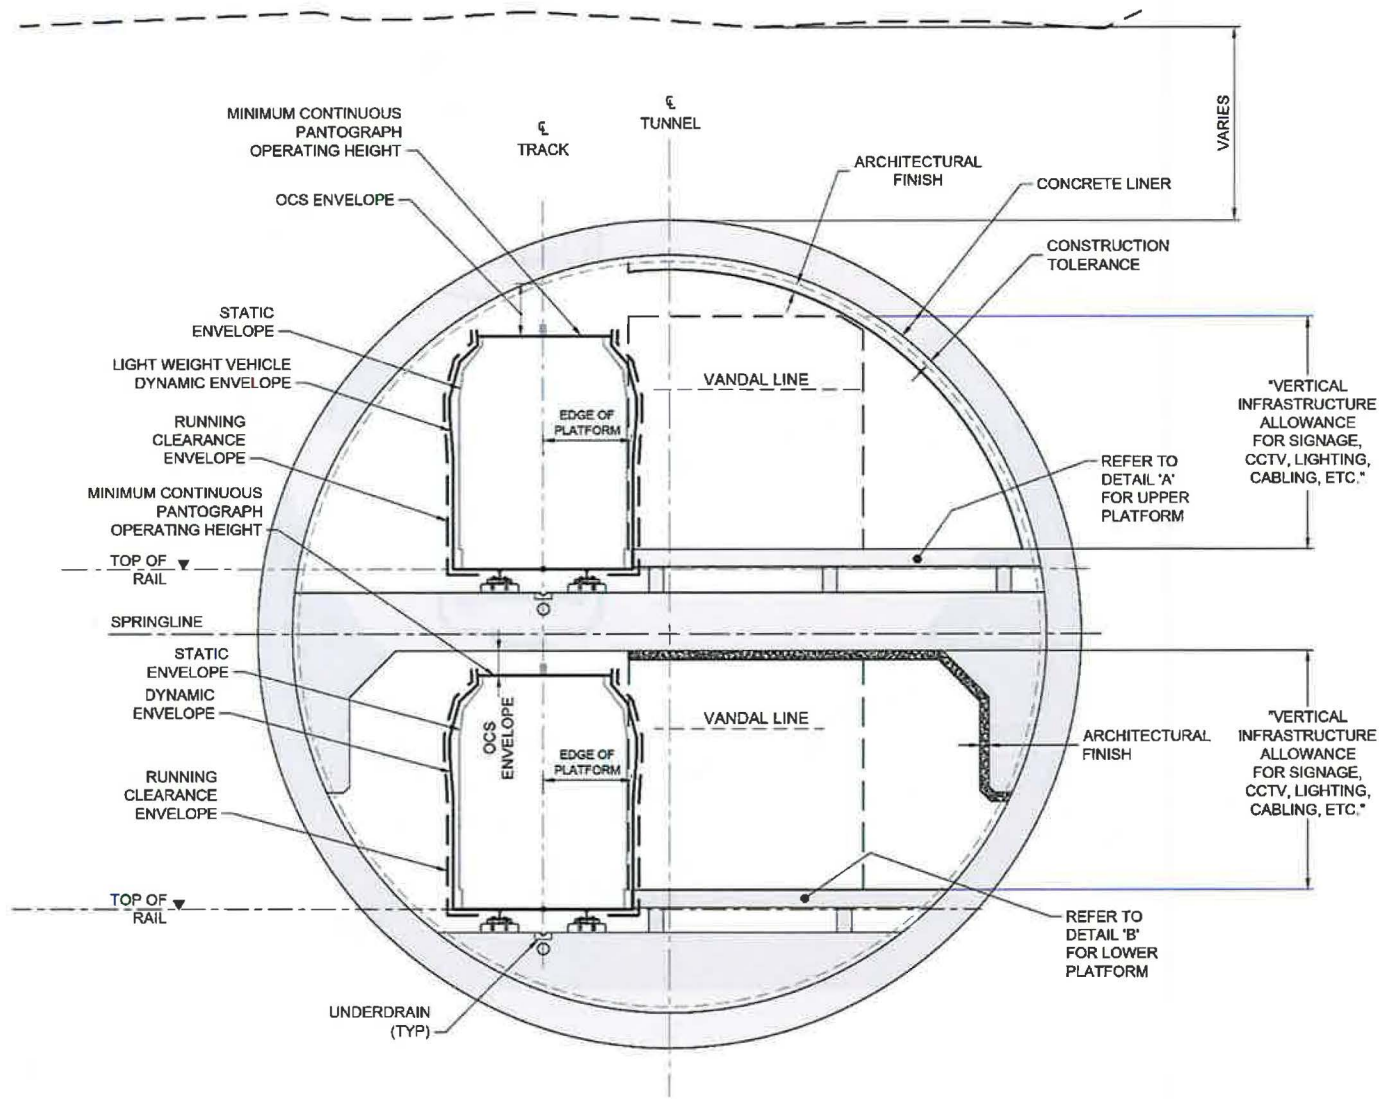 MINIMUM CONTINUOUS
PANTOGRAPH
OPERATING HEIGHT
℄
TRACK
℄
TUNNEL
VARIES
ARCHITECTURAL
FINISH
CONCRETE LINER
OCS ENVELOPE
CONSTRUCTION
TOLERANCE
STATIC
ENVELOPE
LIGHT WEIGHT VEHICLE
DYNAMIC ENVELOPE
VANDAL LINE
"VERTICAL
INFRASTRUCTURE
ALLOWANCE
FOR SIGNAGE,
CCTV, LIGHTING,
CABLING, ETC."
RUNNING
CLEARANCE
ENVELOPE
EDGE OF
PLATFORM
REFER TO
DETAIL 'A'
FOR UPPER
PLATFORM
MINIMUM CONTINUOUS
PANTOGRAPH
OPERATING HEIGHT
TOP OF
RAIL
SPRINGLINE
STATIC
ENVELOPE
DYNAMIC
ENVELOPE
OCS
ENVELOPE
VANDAL LINE
EDGE OF
PLATFORM
ARCHITECTURAL
FINISH
"VERTICAL
INFRASTRUCTURE
ALLOWANCE
FOR SIGNAGE,
CCTV, LIGHTING,
CABLING, ETC."
RUNNING
CLEARANCE
ENVELOPE
TOP OF
RAIL
REFER TO
DETAIL 'B'
FOR LOWER
PLATFORM
UNDERDRAIN
(TYP)